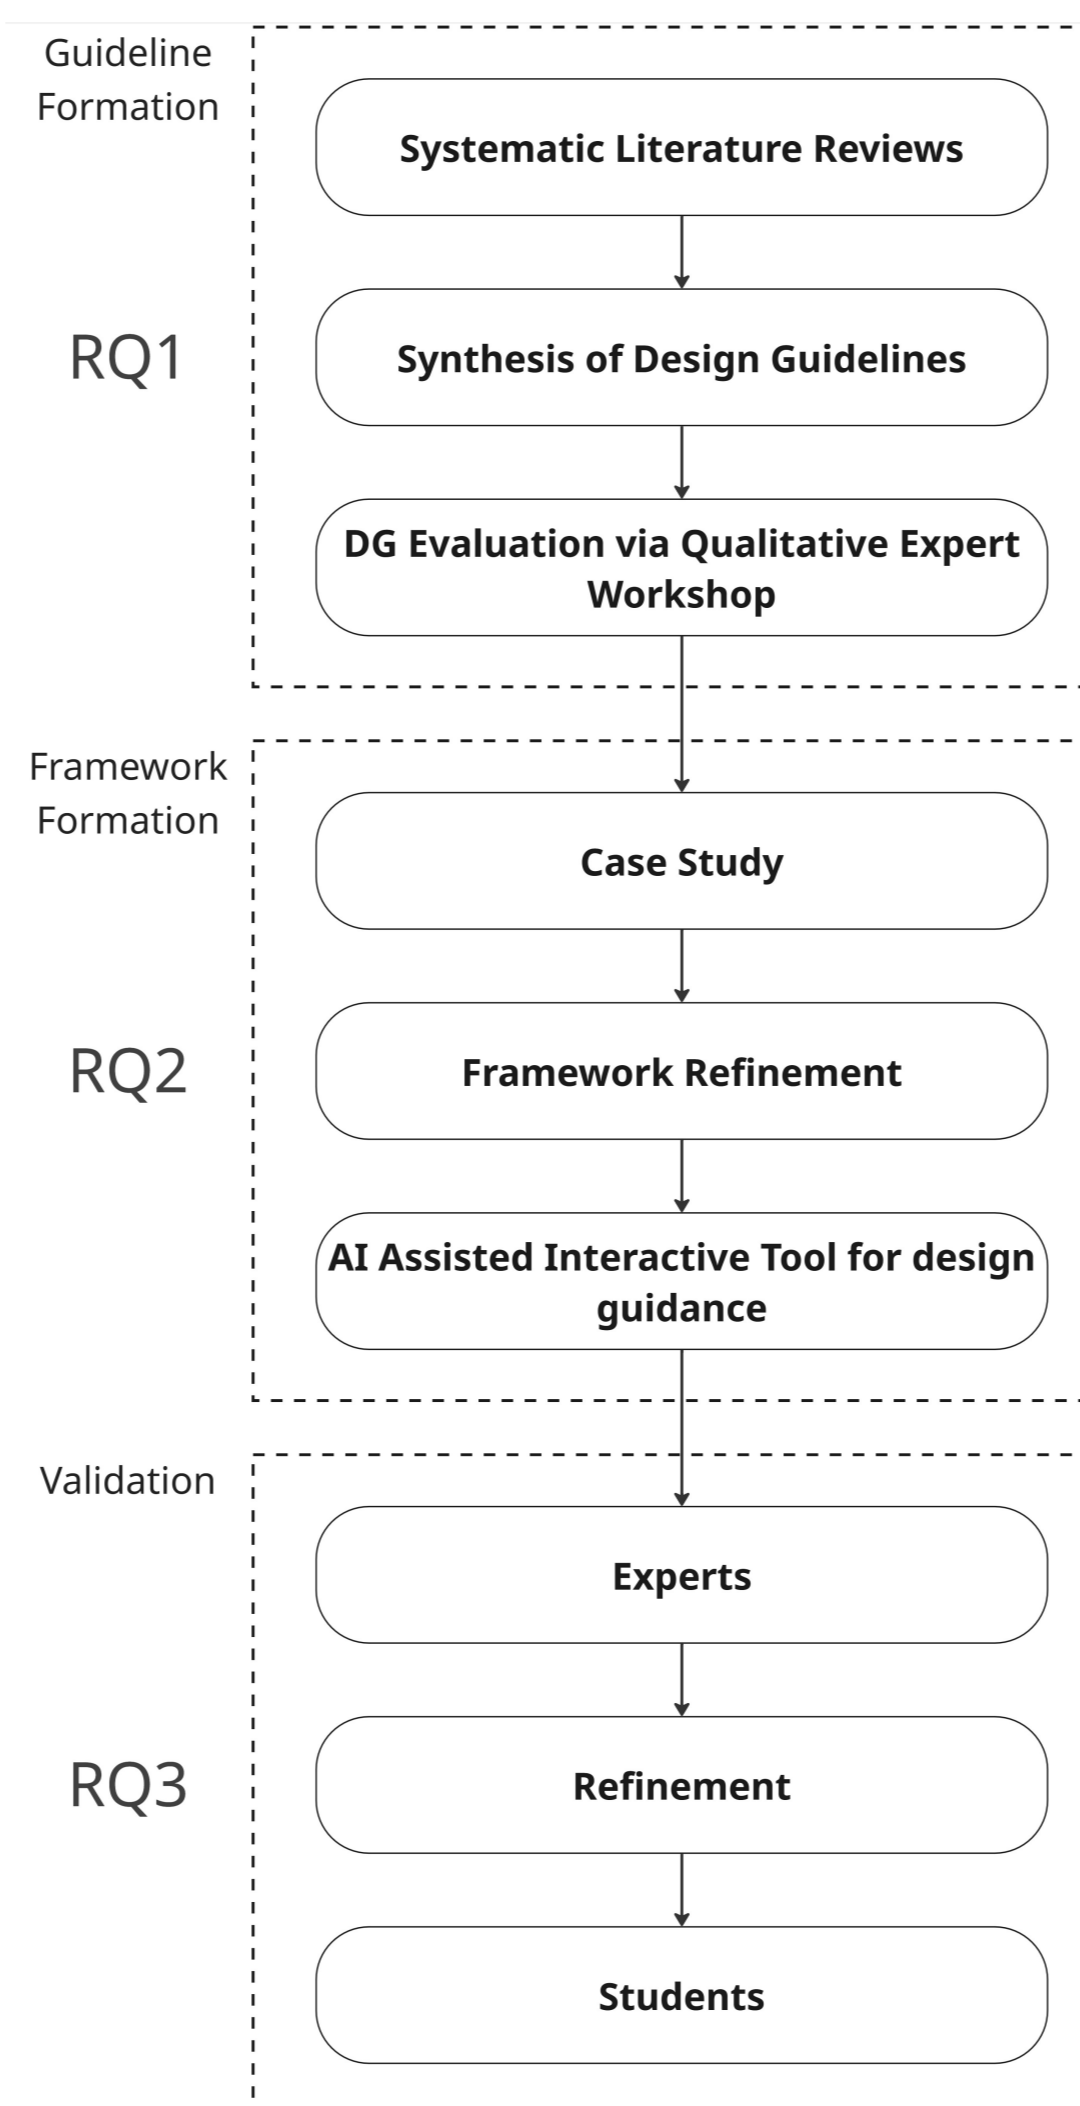 Guideline
Formation
Systematic Literature Reviews
RQ1
Synthesis of Design Guidelines
DG Evaluation via Qualitative Expert
Workshop
Framework
Formation
Case Study
RQ2
Framework Refinement
AI Assisted Interactive Tool for design
guidance
Validation
Experts
RQ3
Refinement
Students